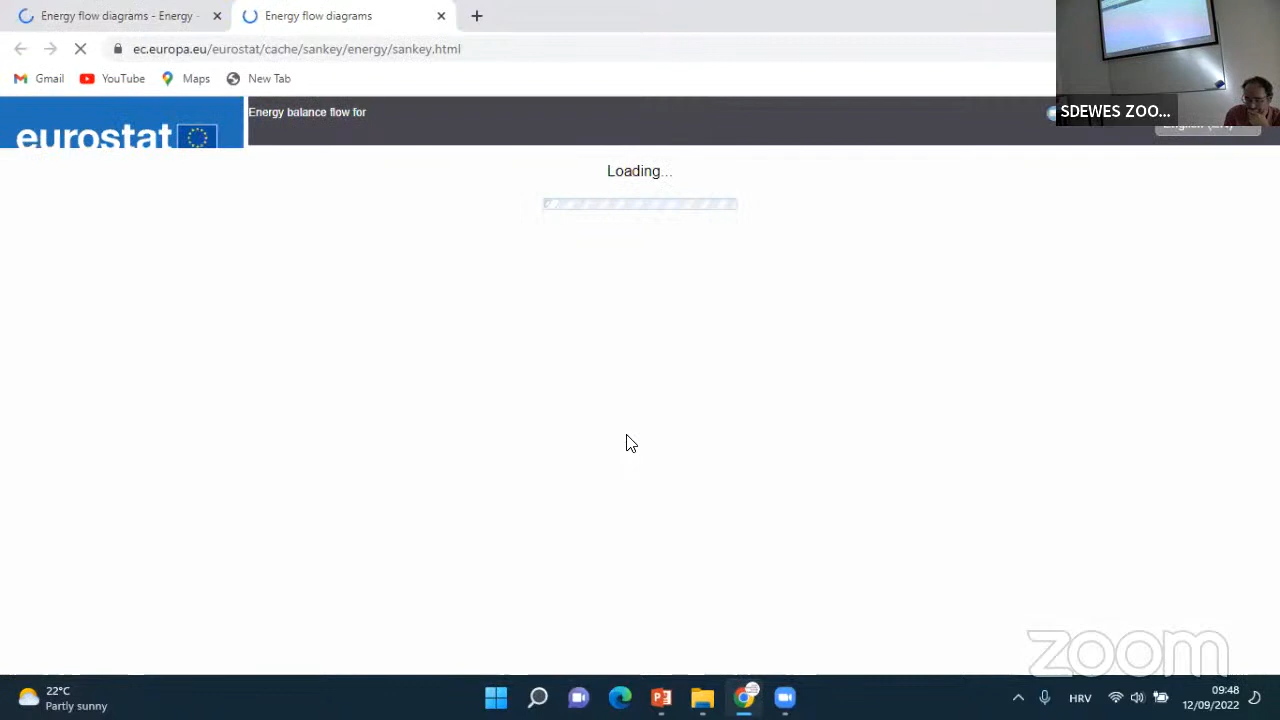 Energy flow diagrams - Energy -
Energy flow diagrams
ec.europa.eu/eurostat/cache/sankey/energy/sankey.html
Gmail
YouTube
Maps
New Tab
SDEWES ZOO...
eurostat
Energy balance flow for
Loading...
zoom
22°C
Partly sunny
HRV
09:48
12/09/2022